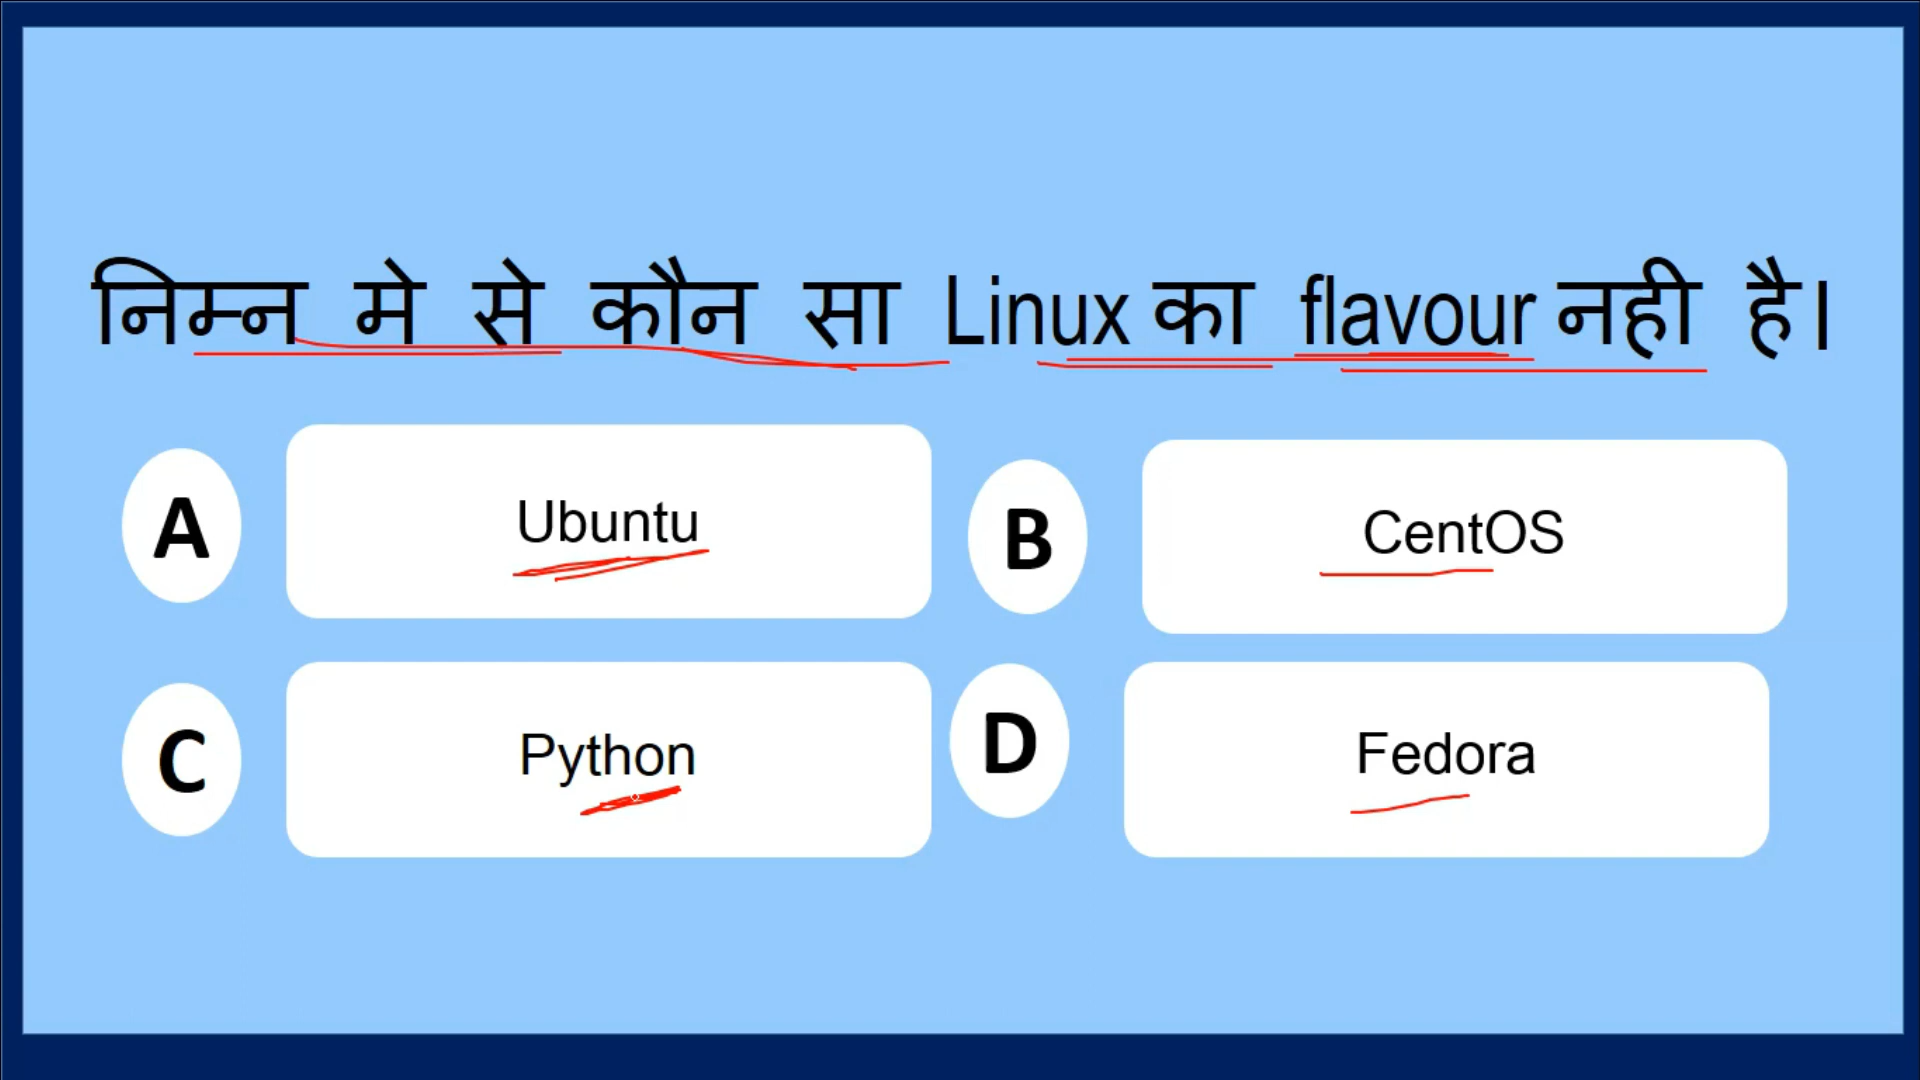 निम्न मे से कौन सा Linux का flavour नही है।
A Ubuntu
B CentOS
C Python
D Fedora